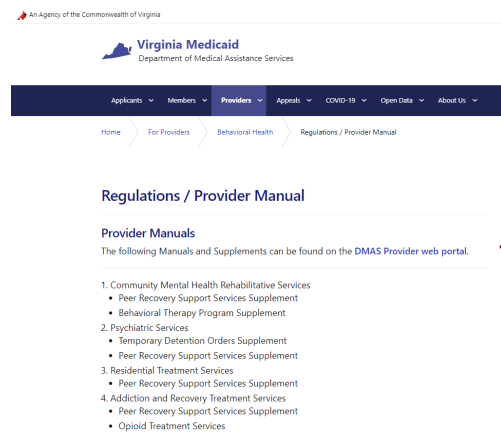 An Agency of the Commonwealth of Virginia
Virginia Medicaid
Department of Medical Assistance Services
Applicants Members Providers Appeals COVID-19 Open Data About Us
Home For Providers Behavioral Health Regulations / Provider Manual
Regulations / Provider Manual
Provider Manuals
The following Manuals and Supplements can be found on the DMAS Provider web portal.
1. Community Mental Health Rehabilitative Services
• Peer Recovery Support Services Supplement
• Behavioral Therapy Program Supplement
2. Psychiatric Services
• Temporary Detention Orders Supplement
• Peer Recovery Support Services Supplement
3. Residential Treatment Services
• Peer Recovery Support Services Supplement
4. Addiction and Recovery Treatment Services
• Peer Recovery Support Services Supplement
• Opioid Treatment Services